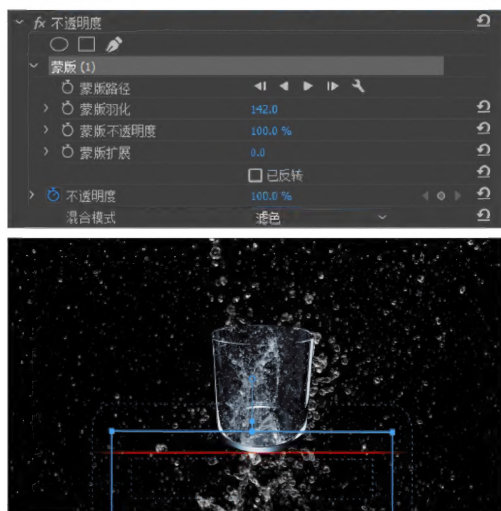 fx 不透明度
蒙版 (1)
蒙版路径
蒙版羽化 142.0
蒙版不透明度 100.0 %
蒙版扩展 0.0
已反转
不透明度 100.0 %
混合模式 滤色